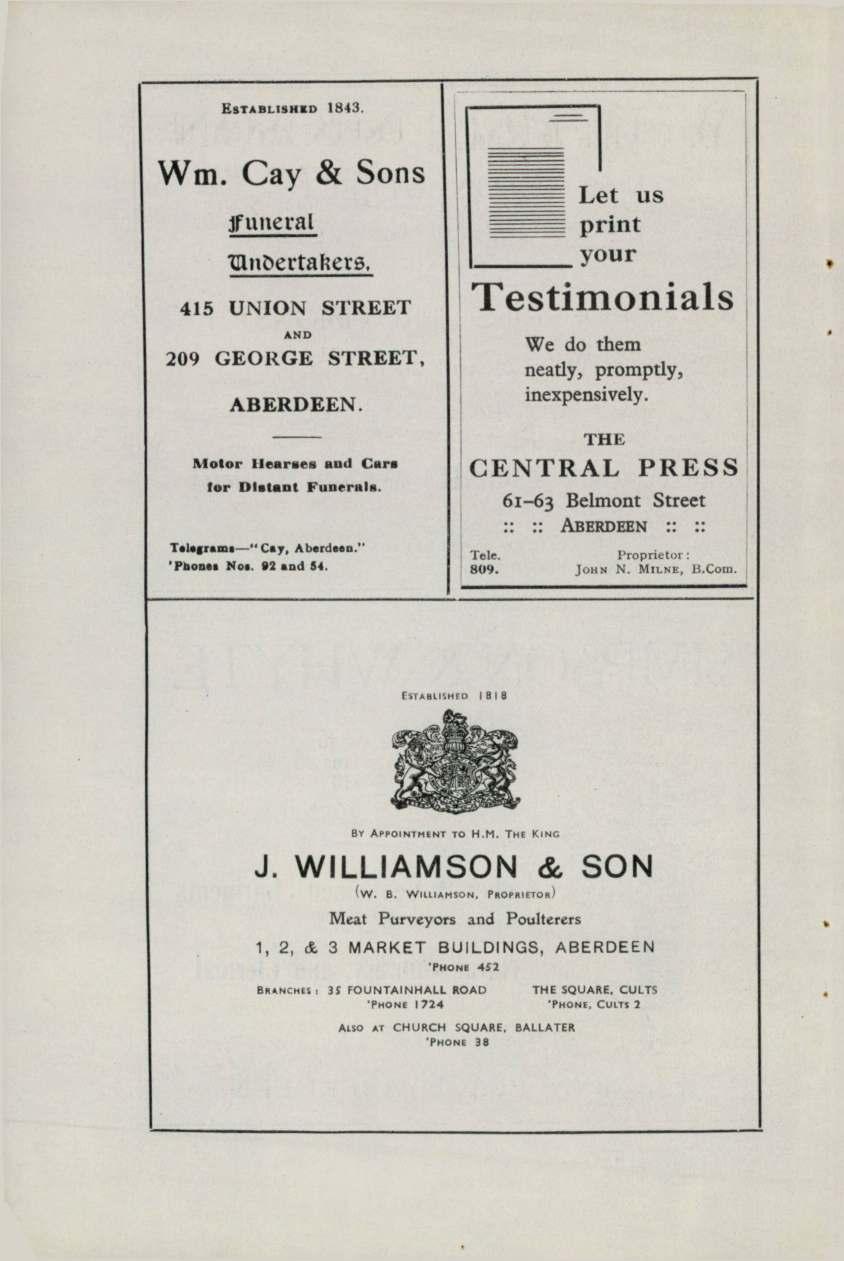 ESTABLISHED 1843.
Wm. Cay & Sons
Funeral
Undertakers,
415 UNION STREET
AND
209 GEORGE STREET,
ABERDEEN.
Motor Hearses and Cars
for Distant Funerals.
Telegrams—"Cay, Aberdeen."
'Phones Nos. 92 and 54.
Let us
print
your
Testimonials
We do them
neatly, promptly,
inexpensively.
THE
CENTRAL PRESS
61–63 Belmont Street
:: :: ABERDEEN :: ::
Tele. Proprietor:
809. JOHN N. MILNE, B.Com.
ESTABLISHED 1818
BY APPOINTMENT TO H.M. THE KING
J. WILLIAMSON & SON
(W. B. WILLIAMSON, PROPRIETOR)
Meat Purveyors and Poulterers
1, 2, & 3 MARKET BUILDINGS, ABERDEEN
'PHONE 452
BRANCHES: 35 FOUNTAINHALL ROAD THE SQUARE, CULTS
'PHONE 1724 'PHONE, CULTS 2
ALSO AT CHURCH SQUARE, BALLATER
'PHONE 38